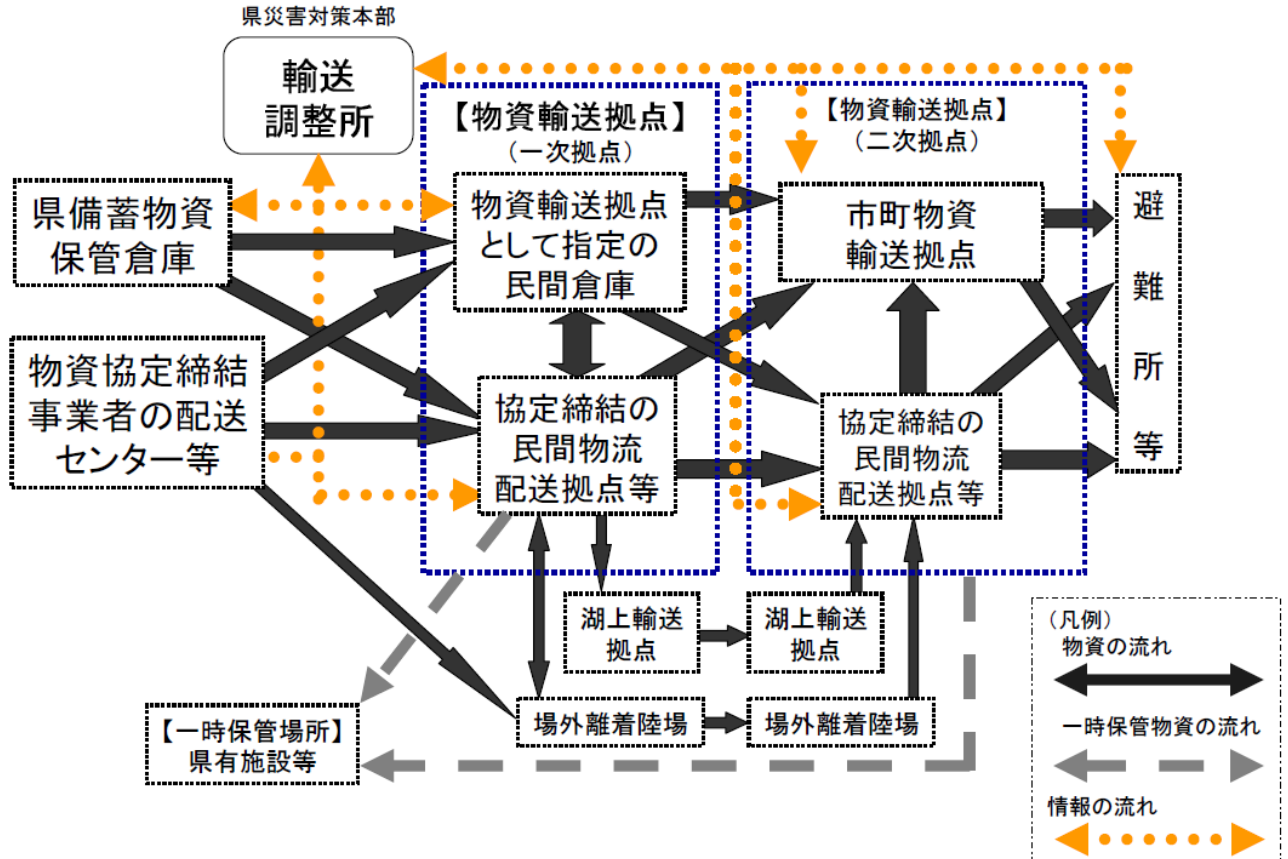 県災害対策本部
輸送
調整所
【物資輸送拠点】
（一次拠点）
【物資輸送拠点】
（二次拠点）
県備蓄物資
保管倉庫
物資輸送拠点
として指定の
民間倉庫
市町物資
輸送拠点
避
難
所
等
物資協定締結
事業者の配送
センター等
協定締結の
民間物流
配送拠点等
協定締結の
民間物流
配送拠点等
湖上輸送
拠点
湖上輸送
拠点
場外離着陸場
場外離着陸場
【一時保管場所】
県有施設等
（凡例）
物資の流れ
一時保管物資の流れ
情報の流れ